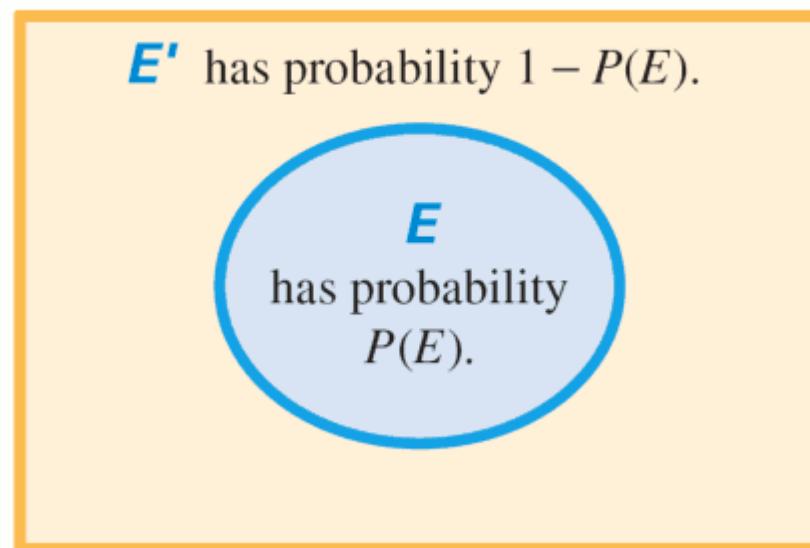 E' has probability 1 – P(E).
E
has probability
P(E).